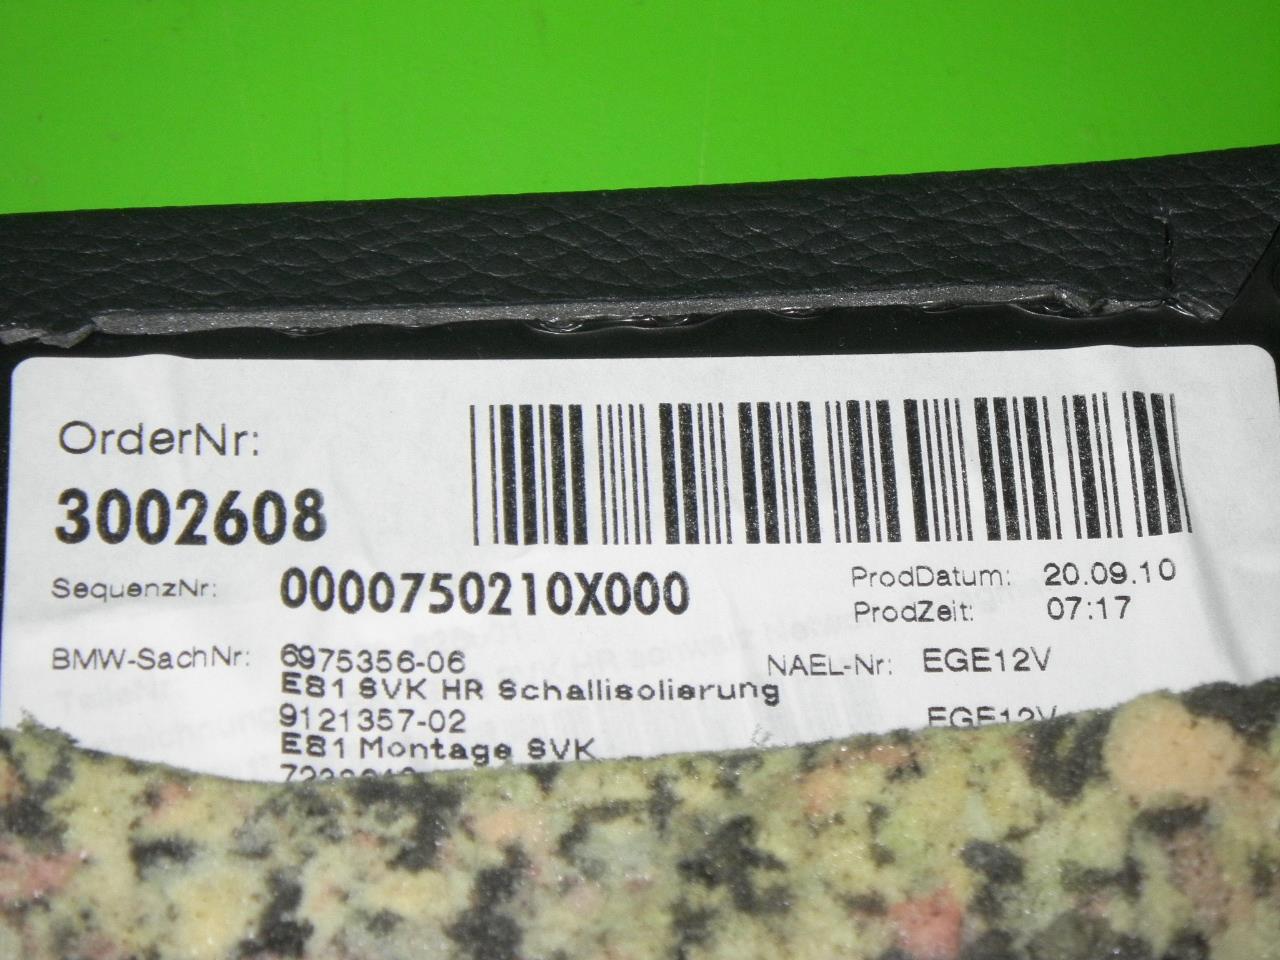 OrderNr:
3002608
SequenzNr: 0000750210X000
ProdDatum: 20.09.10
ProdZeit: 07:17
BMW-SachNr: 6975356-06 NAEL-Nr: EGE12V
E81 SVK HR Schallisolierung
9121357-02 EGE12V
E81 Montage SVK